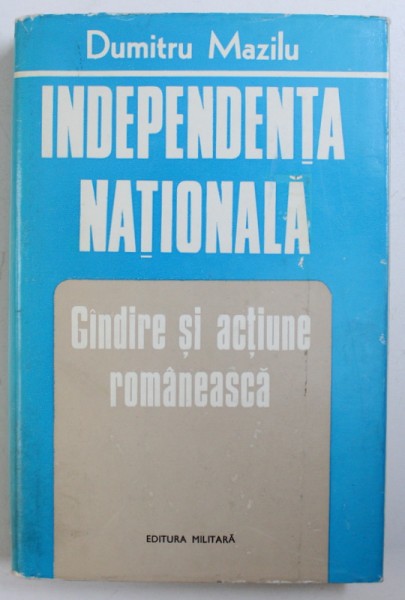 Dumitru Mazilu
INDEPENDENȚA
NAȚIONALĂ
Gîndire și acțiune
românească
EDITURA MILITARĂ